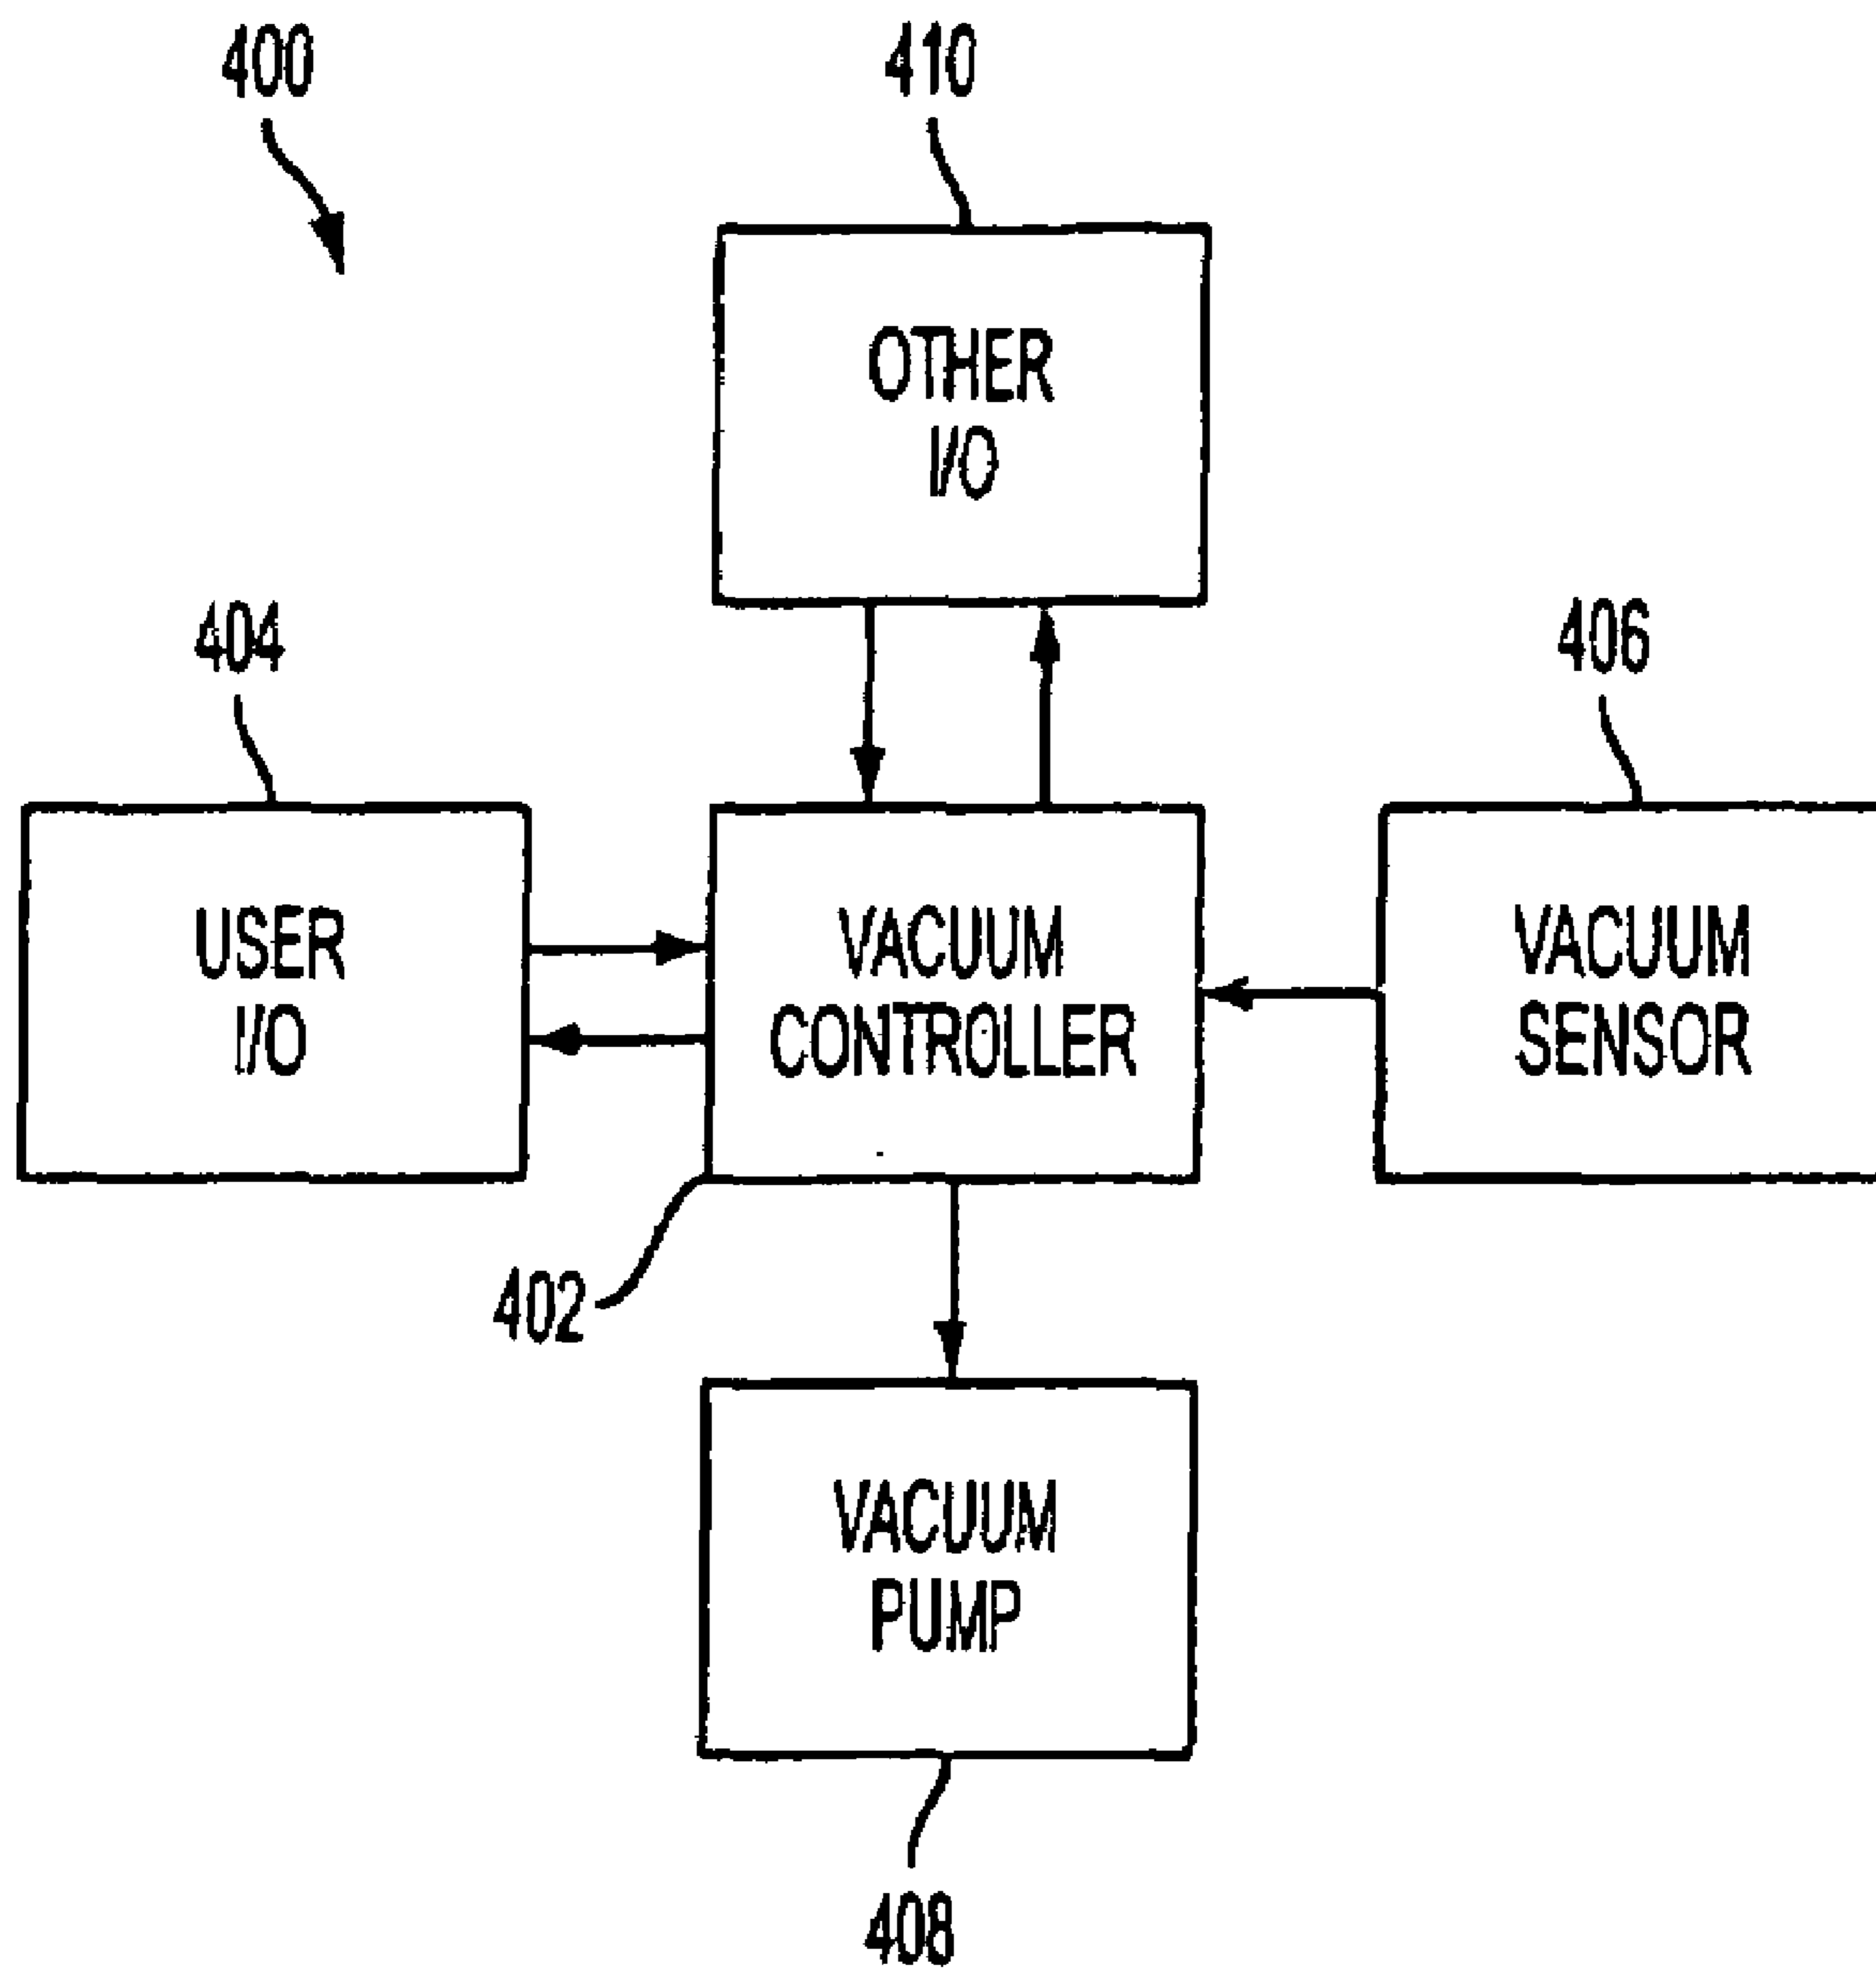 400
410
OTHER
I/O
404
406
USER
I/O
VACUUM
CONTROLLER
VACUUM
SENSOR
402
VACUUM
PUMP
408